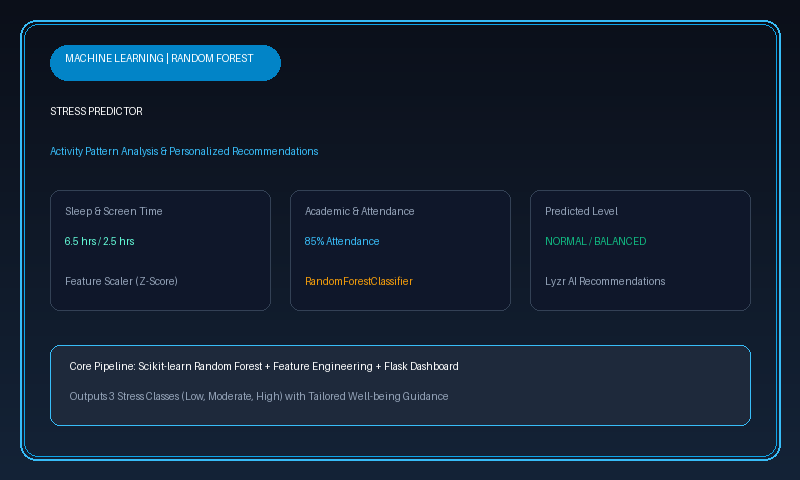 MACHINE LEARNING | RANDOM FOREST
STRESS PREDICTOR
Activity Pattern Analysis & Personalized Recommendations
Sleep & Screen Time
6.5 hrs / 2.5 hrs
Feature Scaler (Z-Score)
Academic & Attendance
85% Attendance
RandomForestClassifier
Predicted Level
NORMAL / BALANCED
Lyzr AI Recommendations
Core Pipeline: Scikit-learn Random Forest + Feature Engineering + Flask Dashboard
Outputs 3 Stress Classes (Low, Moderate, High) with Tailored Well-being Guidance